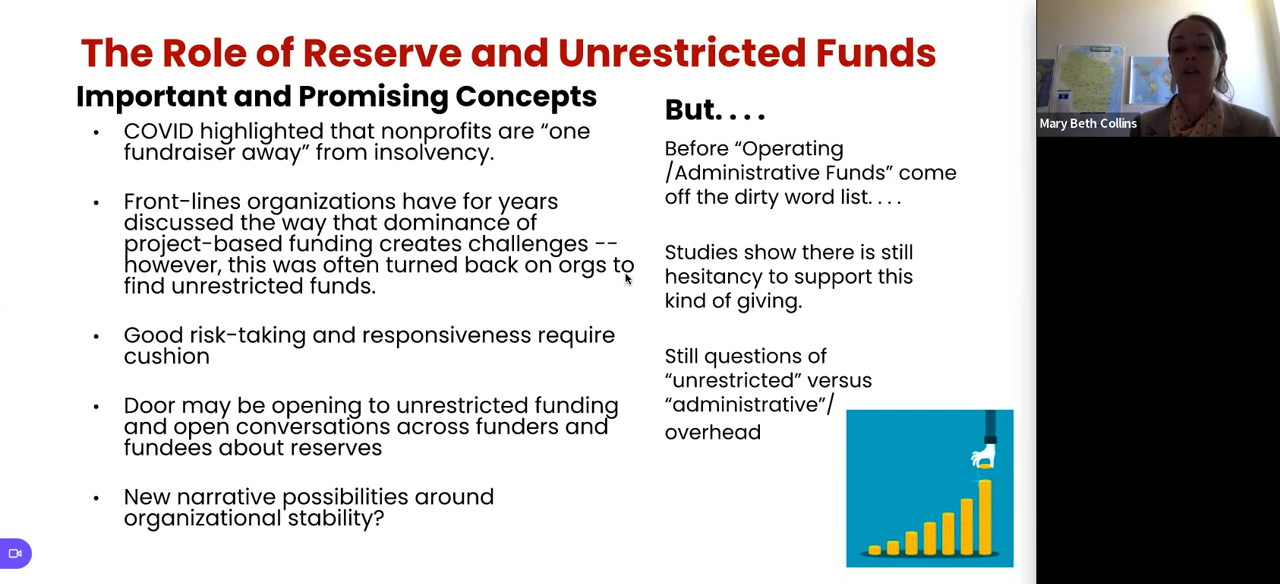 The Role of Reserve and Unrestricted Funds
Important and Promising Concepts
• COVID highlighted that nonprofits are “one
fundraiser away” from insolvency.
• Front-lines organizations have for years
discussed the way that dominance of
project-based funding creates challenges --
however, this was often turned back on orgs to
find unrestricted funds.
• Good risk-taking and responsiveness require
cushion
• Door may be opening to unrestricted funding
and open conversations across funders and
fundees about reserves
• New narrative possibilities around
organizational stability?
But. . . .
Before “Operating
/Administrative Funds” come
off the dirty word list. . . .
Studies show there is still
hesitancy to support this
kind of giving.
Still questions of
“unrestricted” versus
“administrative”/
overhead
Mary Beth Collins